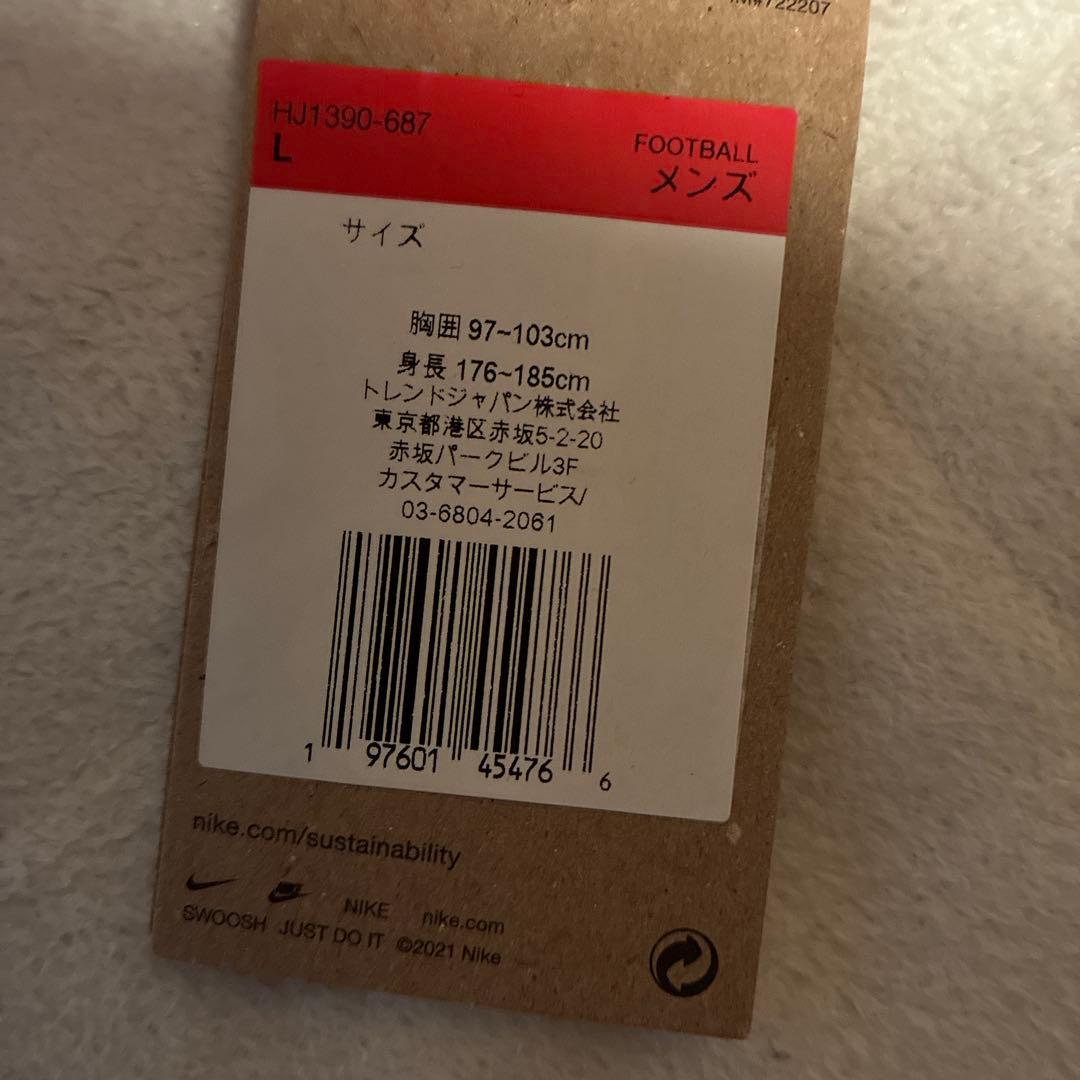 HJ1390-687
L
FOOTBALL
メンズ
サイズ
胸囲 97~103cm
身長 176~185cm
トレンドジャパン株式会社
東京都港区赤坂5-2-20
赤坂パークビル3F
カスタマーサービス/
03-6804-2061
1 97601 45476 6
nike.com/sustainability
NIKE nike.com
SWOOSH JUST DO IT ©2021 Nike